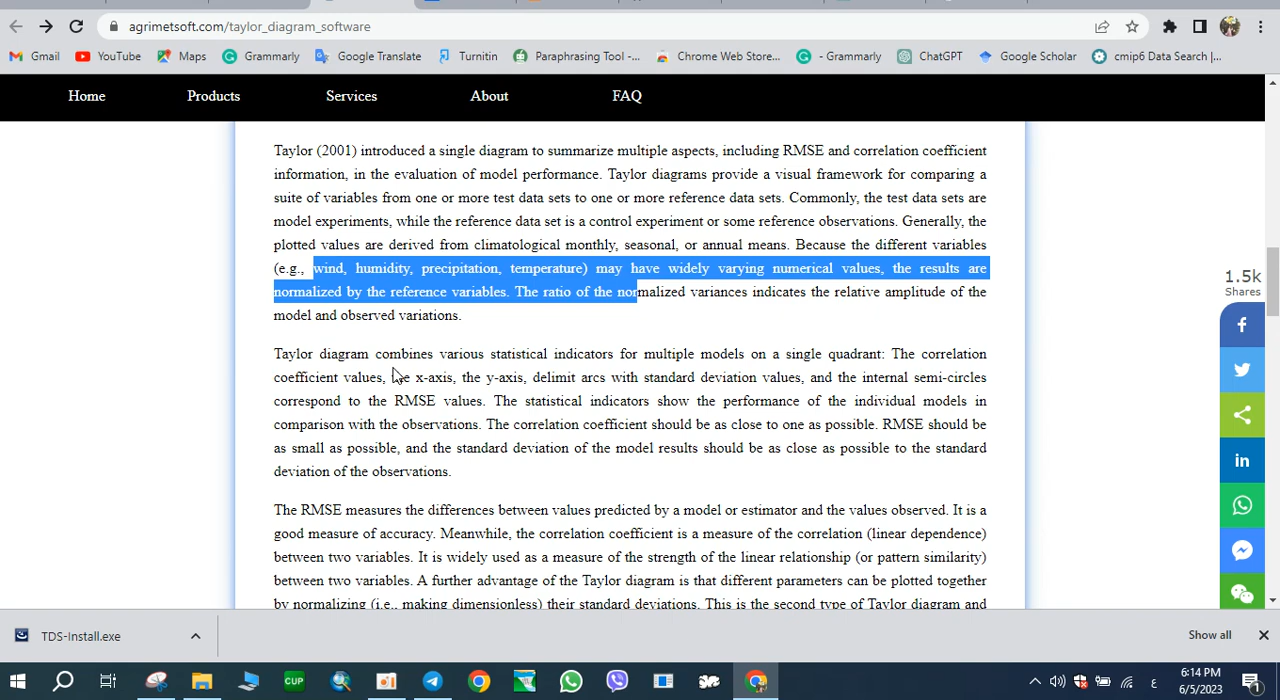 agrimetsoft.com/taylor_diagram_software
Gmail YouTube Maps Grammarly Google Translate Turnitin Paraphrasing Tool -... Chrome Web Store... - Grammarly ChatGPT Google Scholar cmip6 Data Search |...
Home Products Services About FAQ
Taylor (2001) introduced a single diagram to summarize multiple aspects, including RMSE and correlation coefficient
information, in the evaluation of model performance. Taylor diagrams provide a visual framework for comparing a
suite of variables from one or more test data sets to one or more reference data sets. Commonly, the test data sets are
model experiments, while the reference data set is a control experiment or some reference observations. Generally, the
plotted values are derived from climatological monthly, seasonal, or annual means. Because the different variables
(e.g., wind, humidity, precipitation, temperature) may have widely varying numerical values, the results are
normalized by the reference variables. The ratio of the normalized variances indicates the relative amplitude of the
model and observed variations.
Taylor diagram combines various statistical indicators for multiple models on a single quadrant: The correlation
coefficient values, the x-axis, the y-axis, delimit arcs with standard deviation values, and the internal semi-circles
correspond to the RMSE values. The statistical indicators show the performance of the individual models in
comparison with the observations. The correlation coefficient should be as close to one as possible. RMSE should be
as small as possible, and the standard deviation of the model results should be as close as possible to the standard
deviation of the observations.
The RMSE measures the differences between values predicted by a model or estimator and the values observed. It is a
good measure of accuracy. Meanwhile, the correlation coefficient is a measure of the correlation (linear dependence)
between two variables. It is widely used as a measure of the strength of the linear relationship (or pattern similarity)
between two variables. A further advantage of the Taylor diagram is that different parameters can be plotted together
by normalizing (i.e., making dimensionless) their standard deviations. This is the second type of Taylor diagram and
1.5k
Shares
TDS-Install.exe
Show all
CUP
ع
6:14 PM
6/5/2023
1